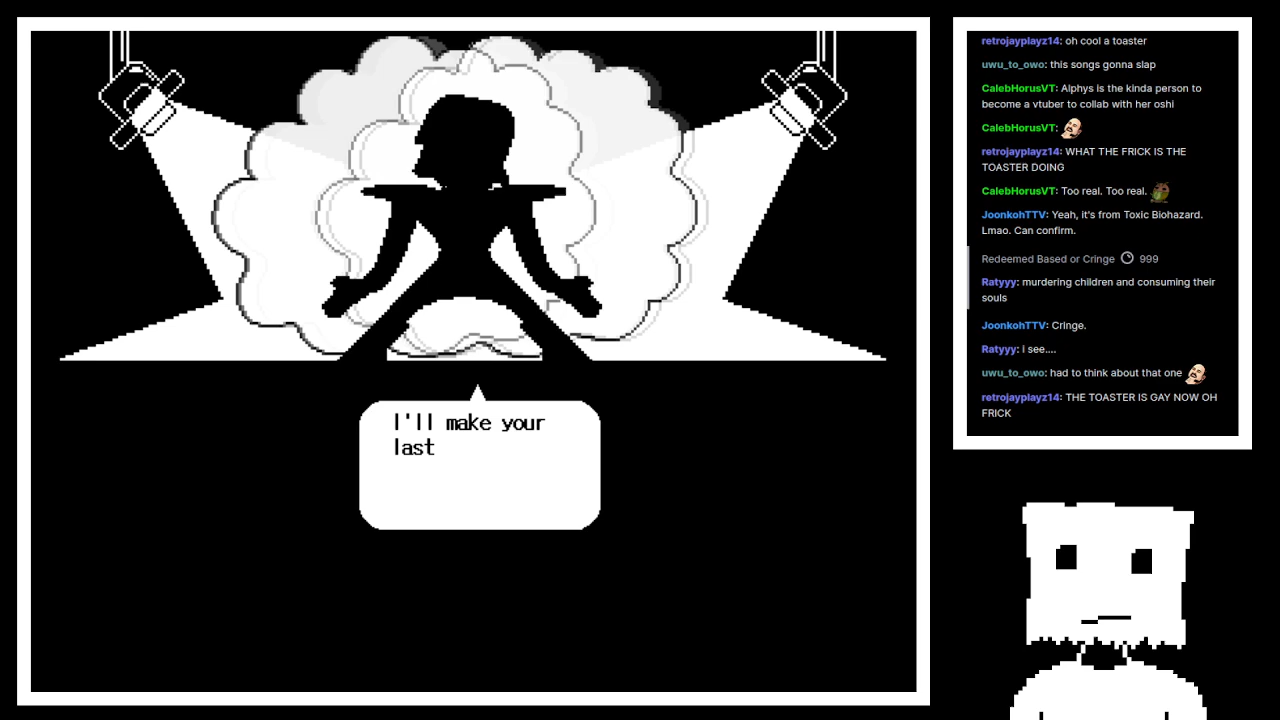 I'll make your
last
retrojayplayz14: oh cool a toaster
uwu_to_owo: this songs gonna slap
CalebHorusVT: Alphys is the kinda person to
become a vtuber to collab with her oshi
CalebHorusVT:
retrojayplayz14: WHAT THE FRICK IS THE
TOASTER DOING
CalebHorusVT: Too real. Too real.
JoonkohTTV: Yeah, it's from Toxic Biohazard.
Lmao. Can confirm.
Redeemed Based or Cringe 999
Ratyyy: murdering children and consuming their
souls
JoonkohTTV: Cringe.
Ratyyy: I see....
uwu_to_owo: had to think about that one
retrojayplayz14: THE TOASTER IS GAY NOW OH
FRICK